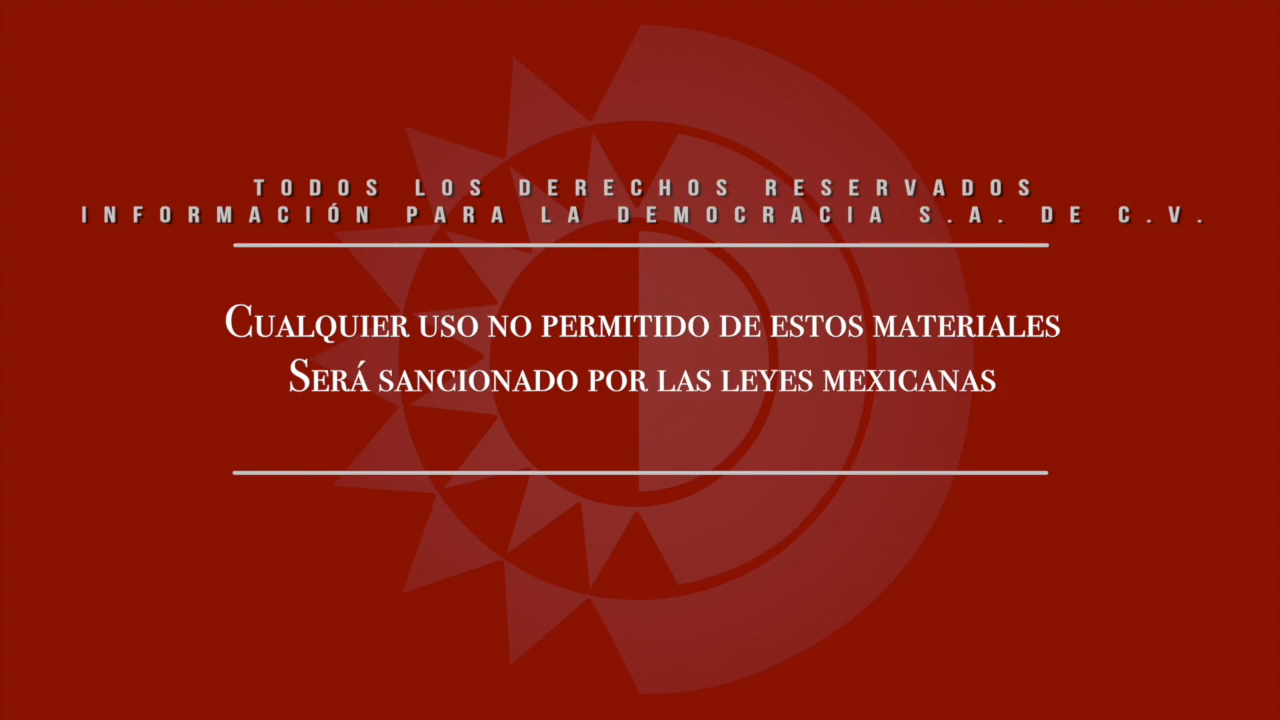 TODOS LOS DERECHOS RESERVADOS
INFORMACIÓN PARA LA DEMOCRACIA S.A. DE C.V.
CUALQUIER USO NO PERMITIDO DE ESTOS MATERIALES
SERÁ SANCIONADO POR LAS LEYES MEXICANAS